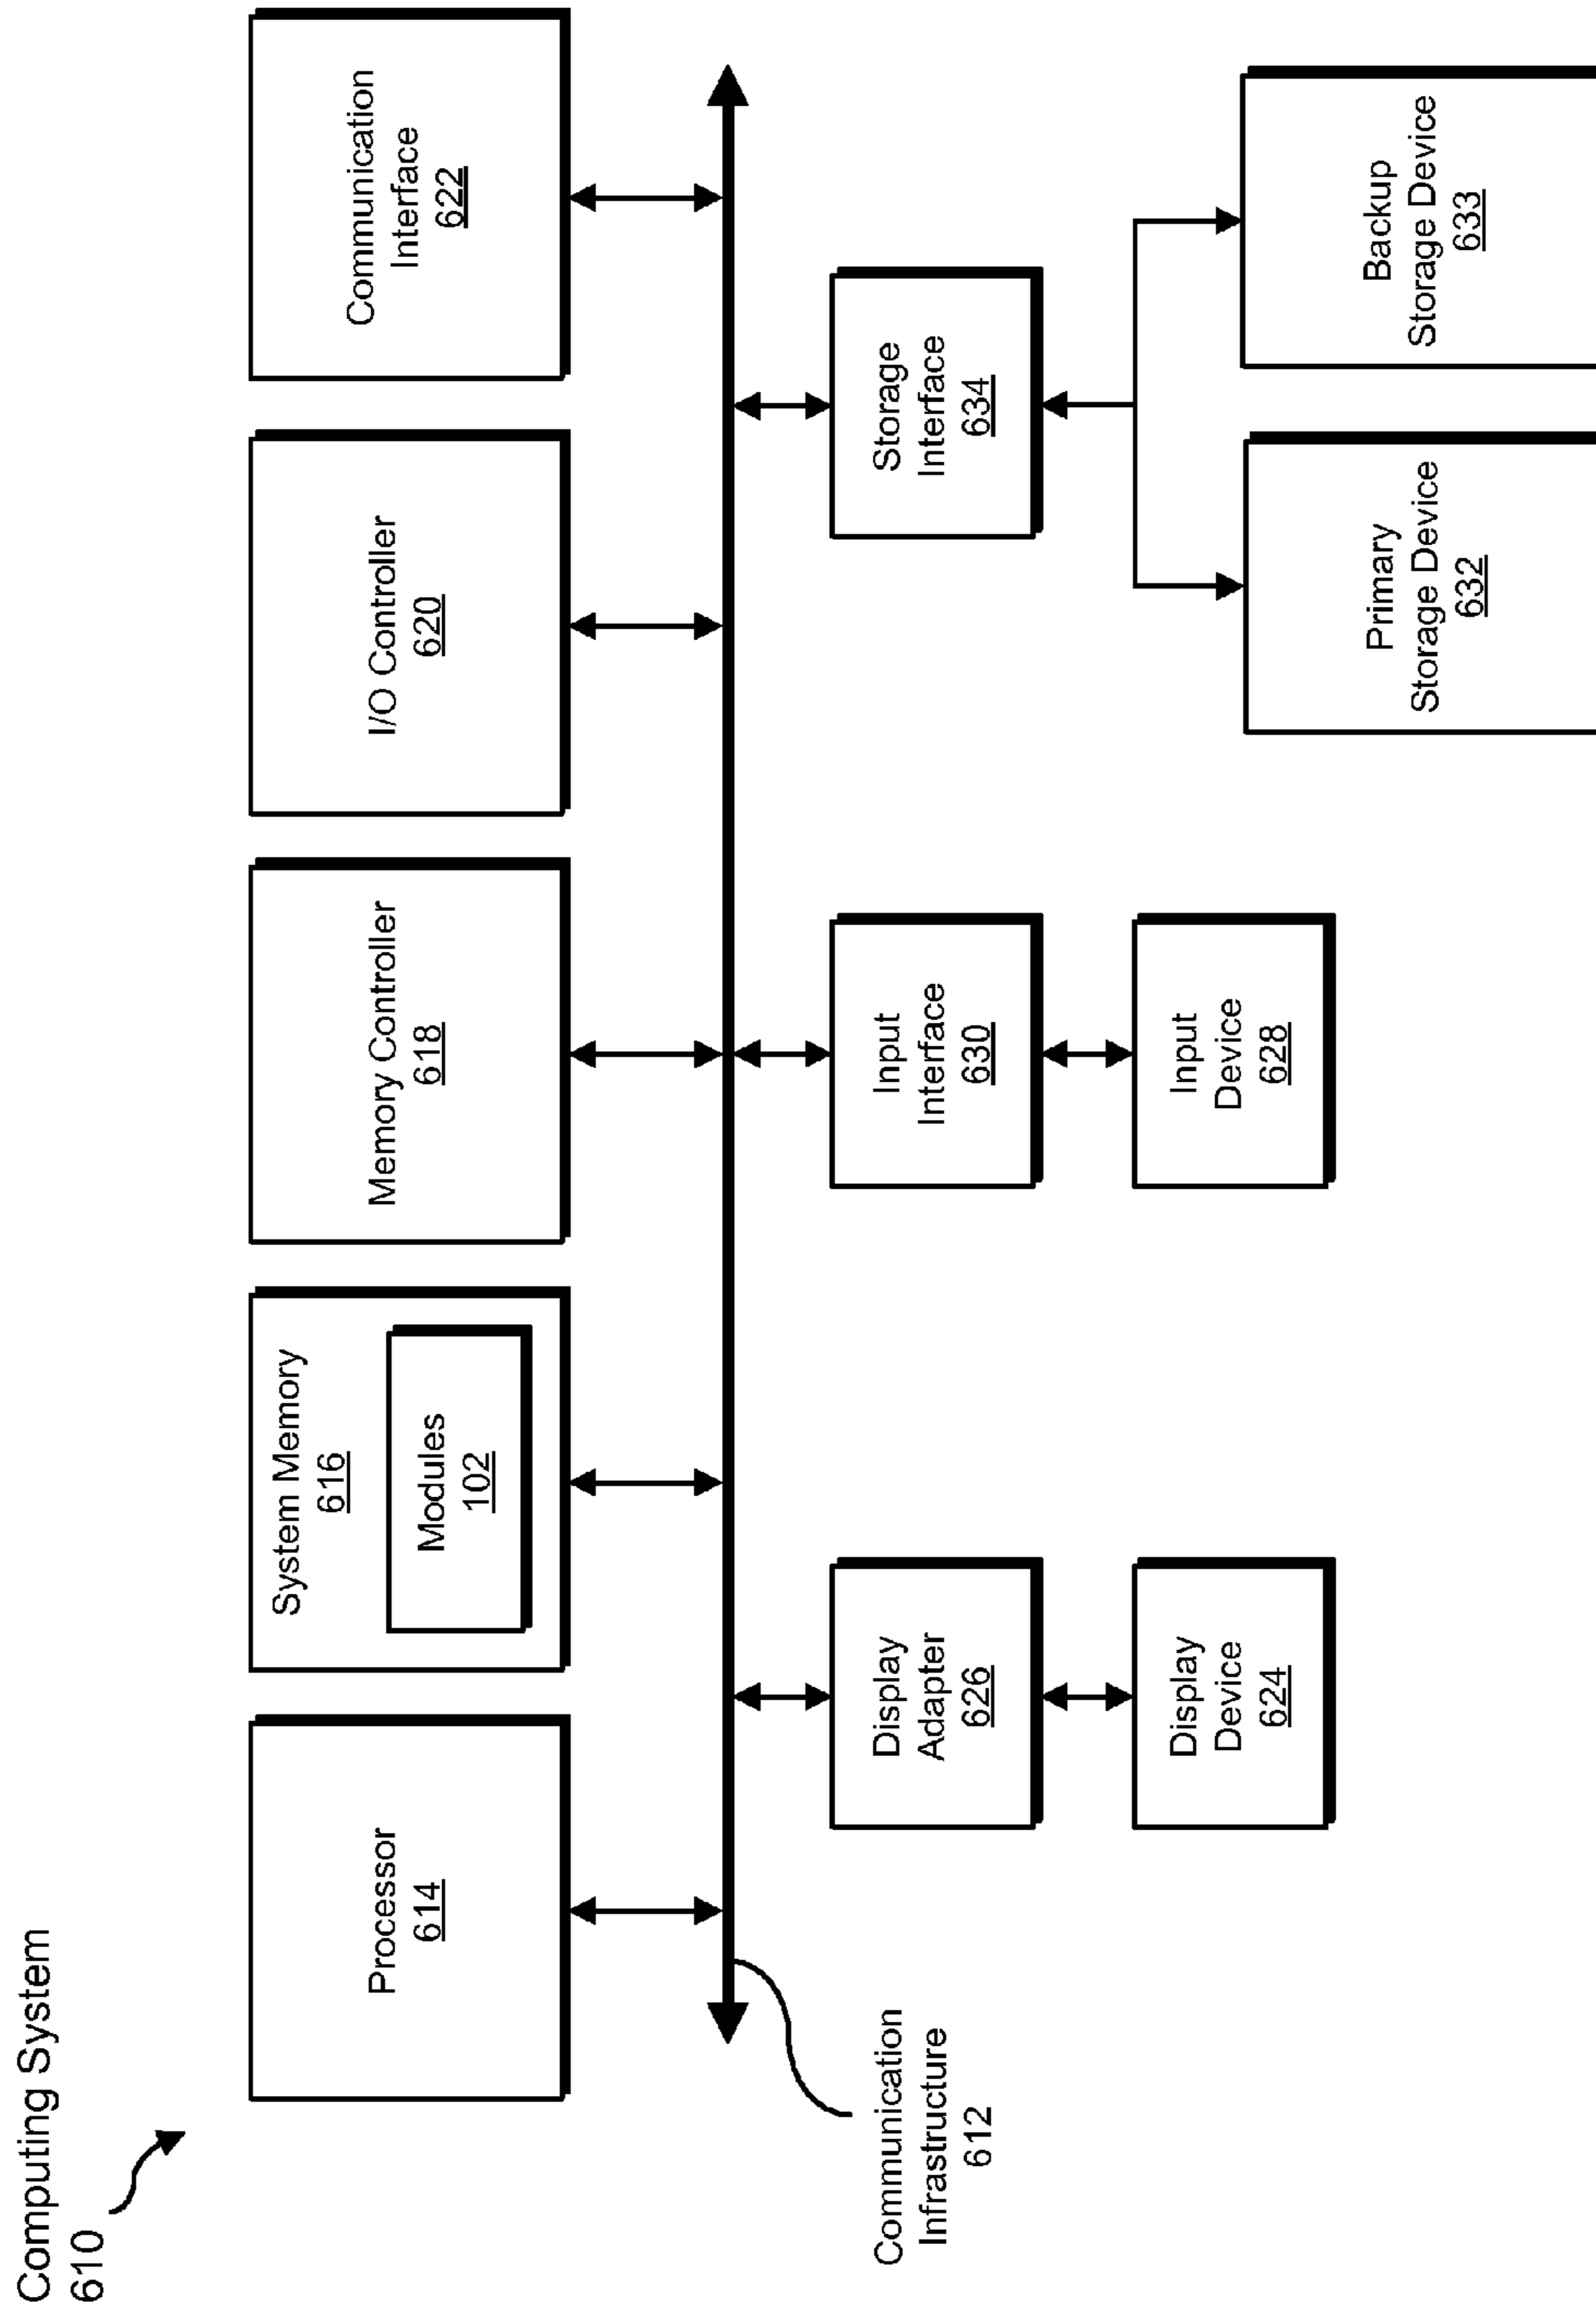 Computing System
610
Processor
614
System Memory
616
Modules
102
Memory Controller
618
I/O Controller
620
Communication
Interface
622
Communication
Infrastructure
612
Display
Adapter
626
Input
Interface
630
Storage
Interface
634
Display
Device
624
Input
Device
628
Primary
Storage Device
632
Backup
Storage Device
633